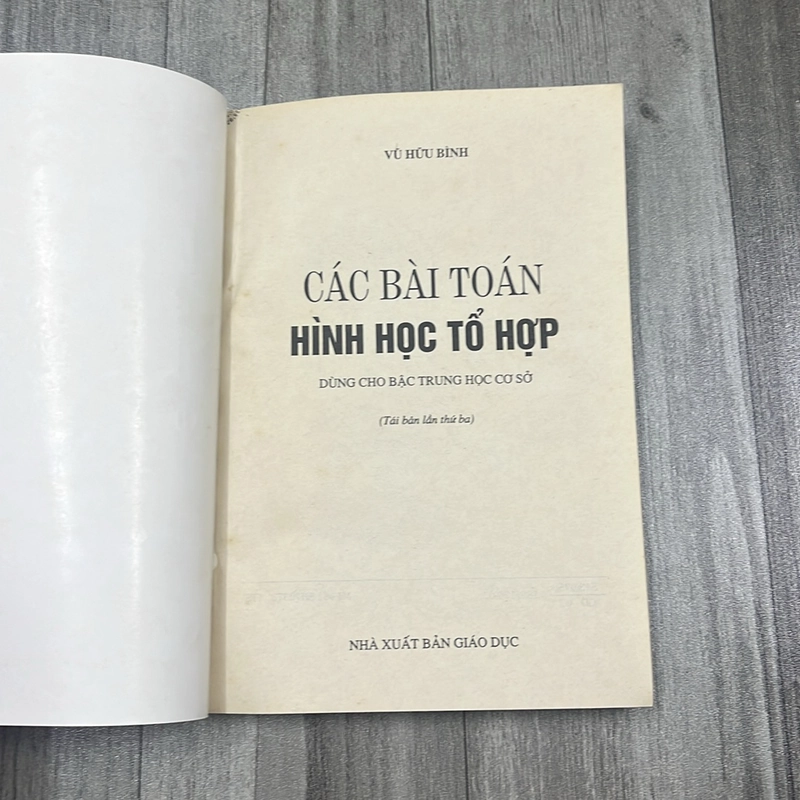 VŨ HỮU BÌNH
CÁC BÀI TOÁN
HÌNH HỌC TỔ HỢP
DÙNG CHO BẬC TRUNG HỌC CƠ SỞ
(Tái bản lần thứ ba)
NHÀ XUẤT BẢN GIÁO DỤC